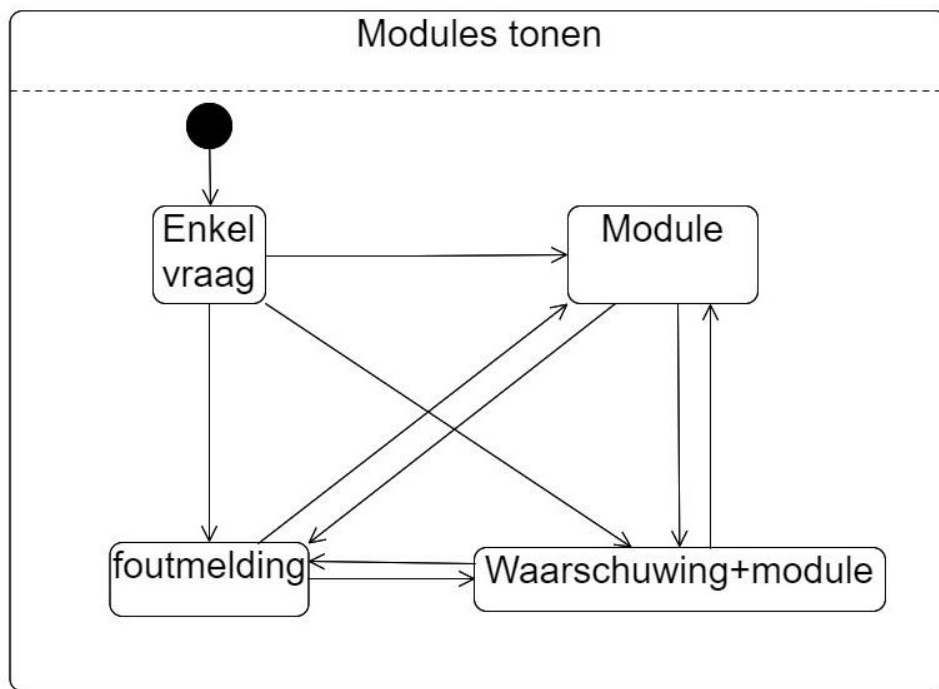 Modules tonen
Enkel
vraag
Module
foutmelding
Waarschuwing+module